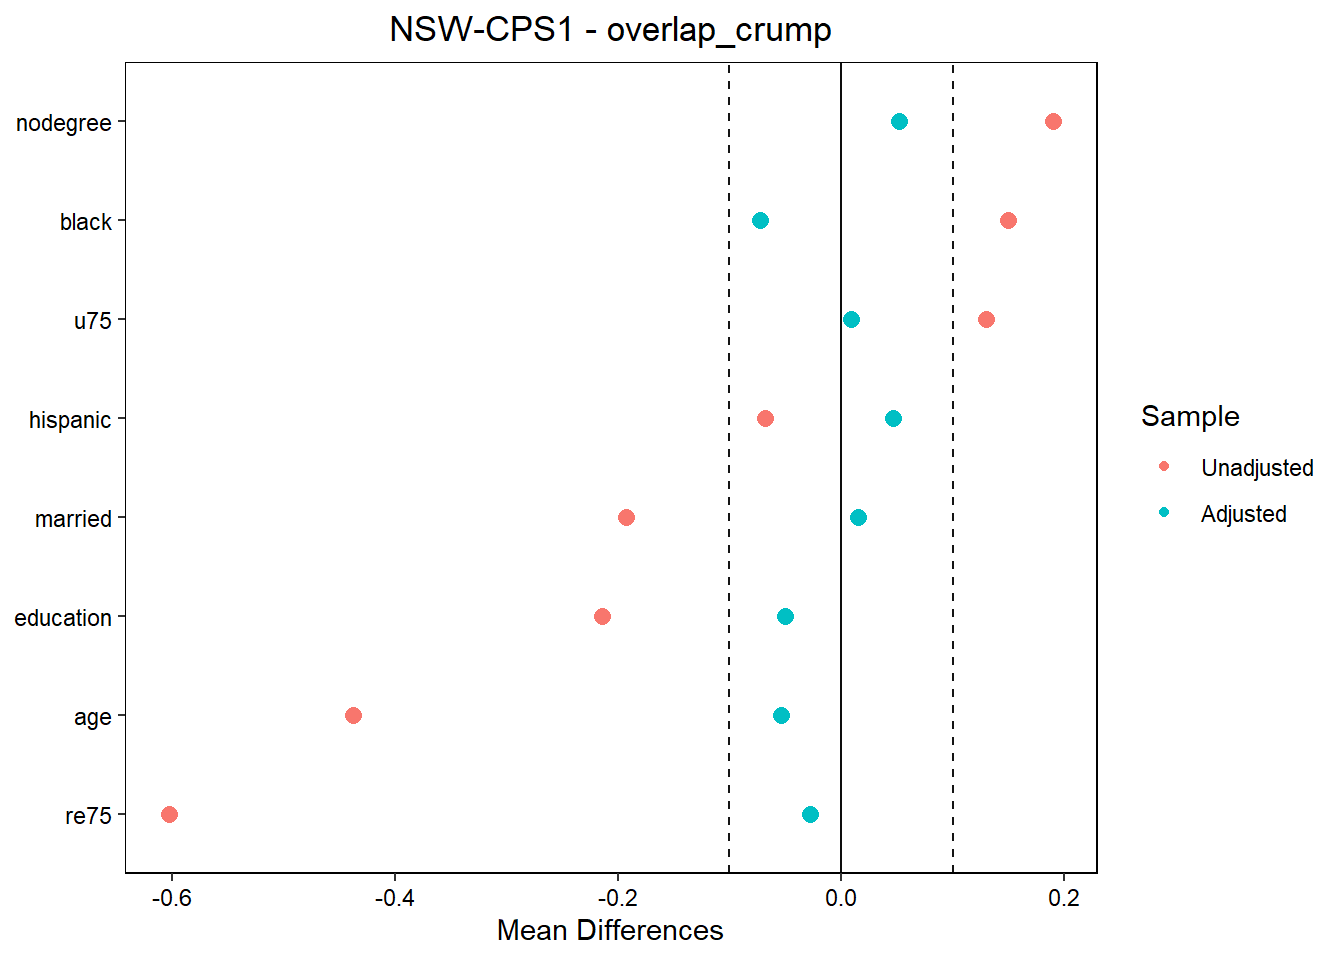 NSW-CPS1 - overlap_crump
nodegree
black
u75
hispanic
married
education
age
re75
-0.6 -0.4 -0.2 0.0 0.2
Mean Differences
Sample
Unadjusted
Adjusted